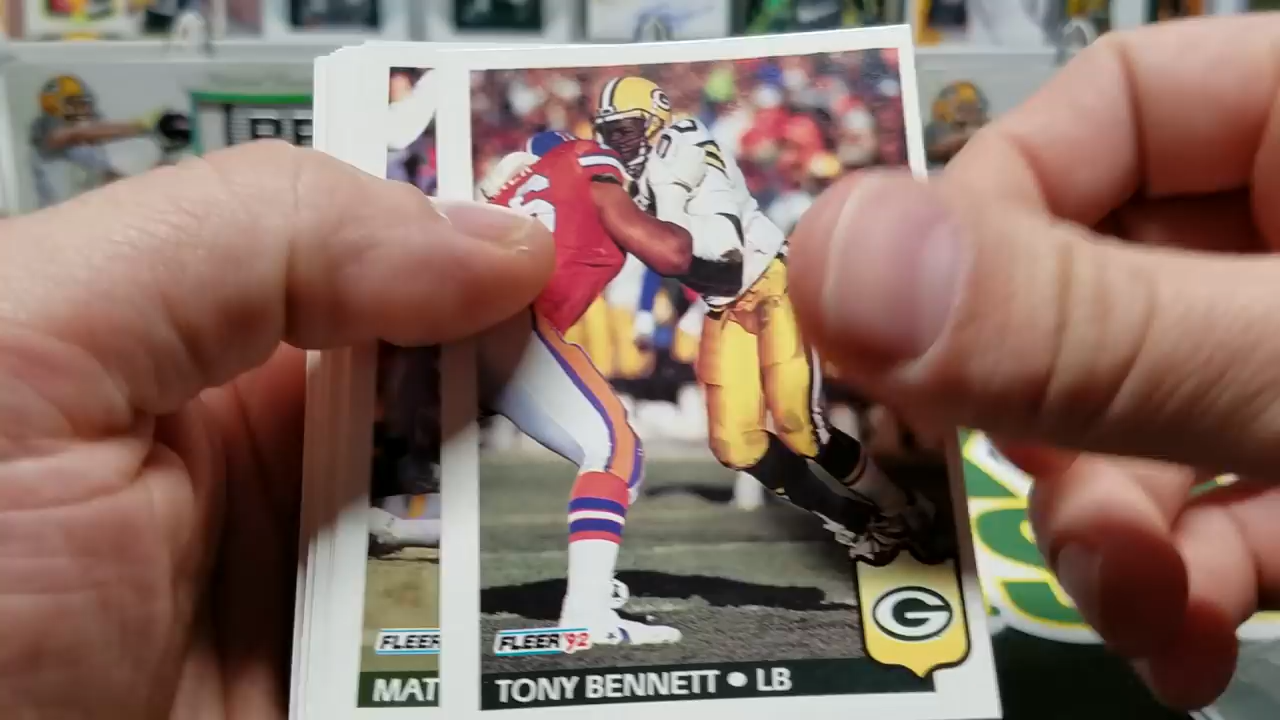 FLEER
FLEER '92
MAT
TONY BENNETT • LB
G